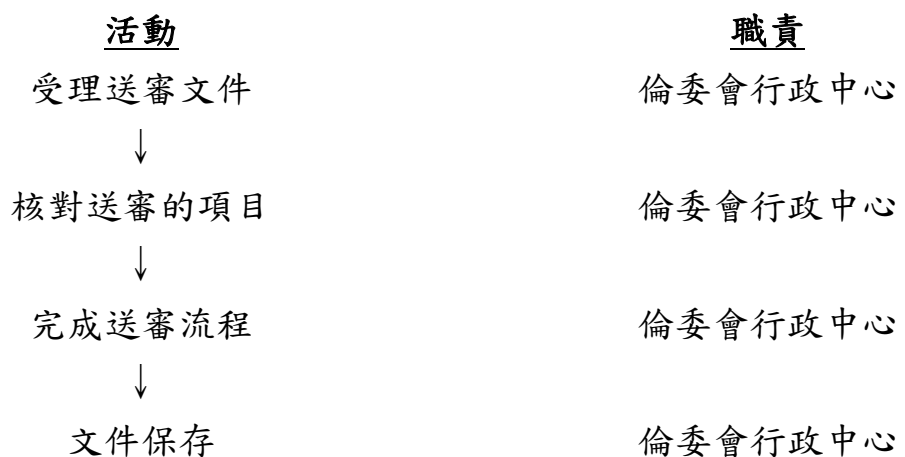 活動 職責
受理送審文件 倫委會行政中心
↓
核對送審的項目 倫委會行政中心
↓
完成送審流程 倫委會行政中心
↓
文件保存 倫委會行政中心